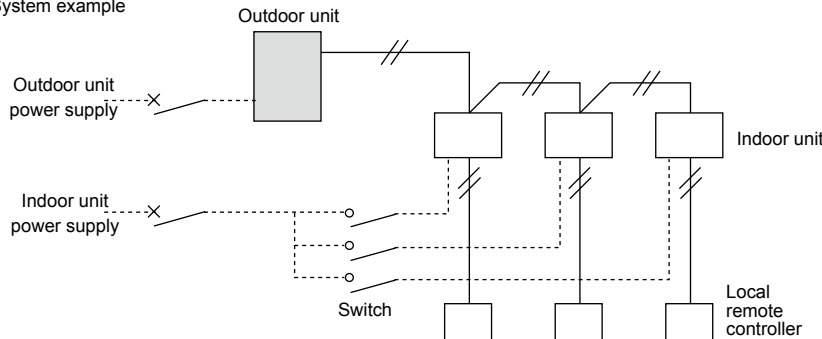 System example
Outdoor unit
Outdoor unit
power supply
Indoor unit
Indoor unit
power supply
Switch
Local
remote
controller